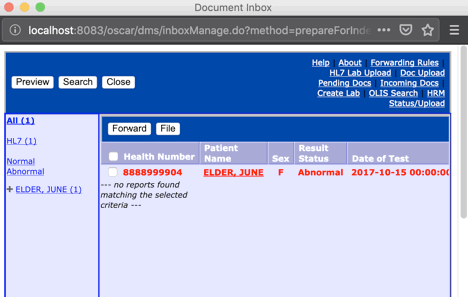 Document Inbox
localhost:8083/oscar/dms/inboxManage.do?method=prepareForInde
Help | About | Forwarding Rules |
HL7 Lab Upload | Doc Upload
Pending Docs | Incoming Docs |
Create Lab | OLIS Search | HRM
Status/Upload
Preview Search Close
All (1)
HL7 (1)
Normal
Abnormal
+ ELDER, JUNE (1)
Forward File
Health Number Patient Name Sex Result Status Date of Test
8888999904 ELDER, JUNE F Abnormal 2017-10-15 00:00:00
--- no reports found
matching the selected
criteria ---